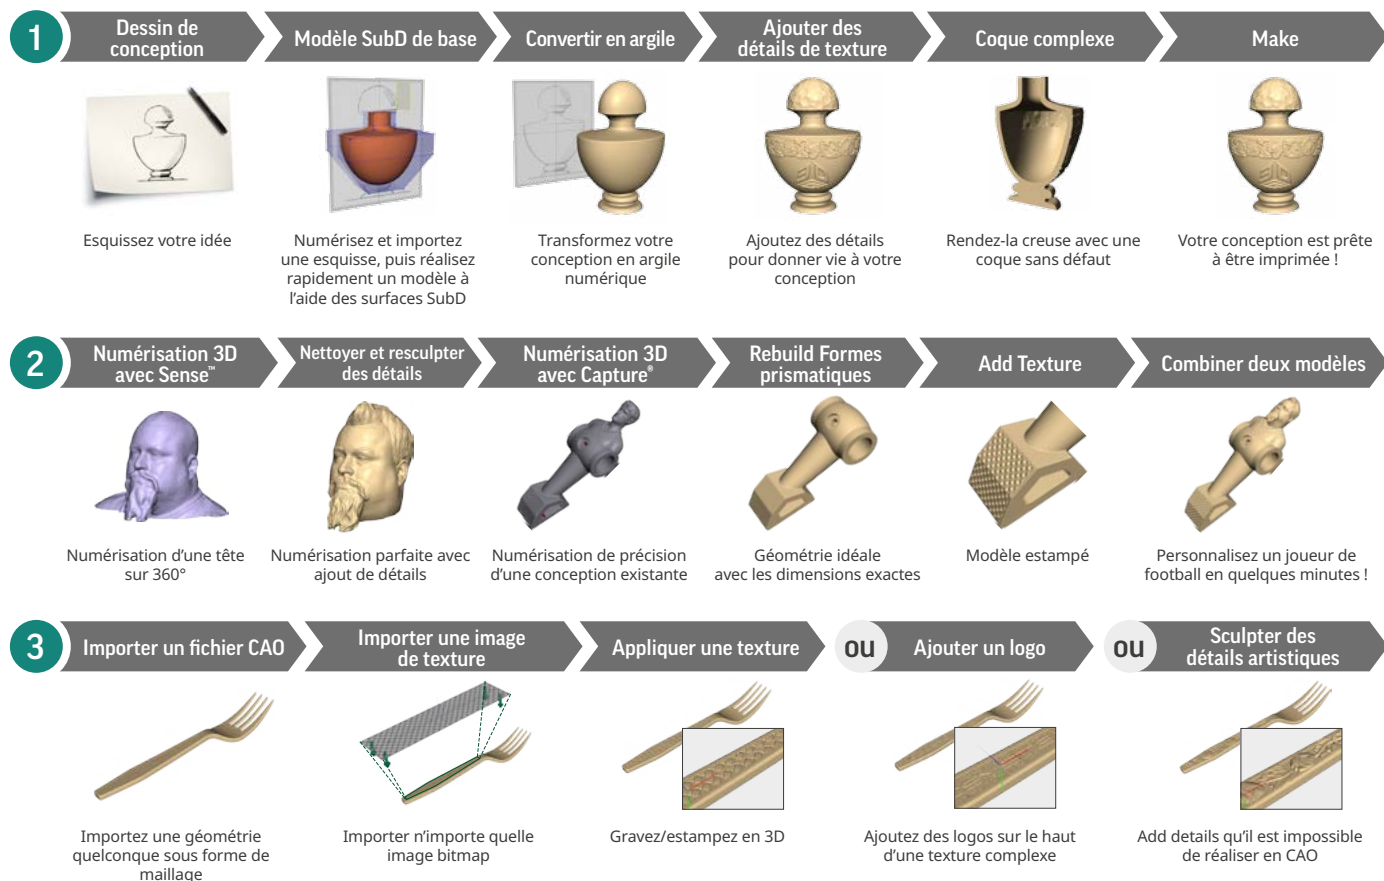 1
Dessin de
conception
Modèle SubD de base
Convertir en argile
Ajouter des
détails de texture
Coque complexe
Make
Esquissez votre idée
Numérisez et importez
une esquisse, puis réalisez
rapidement un modèle à
l’aide des surfaces SubD
Transformez votre
conception en argile
numérique
Ajoutez des détails
pour donner vie à votre
conception
Rendez-la creuse avec une
coque sans défaut
Votre conception est prête
à être imprimée !
2
Numérisation 3D
avec Sense™
Nettoyer et resculpter
des détails
Numérisation 3D
avec Capture®
Rebuild Formes
prismatiques
Add Texture
Combiner deux modèles
Numérisation d’une tête
sur 360°
Numérisation parfaite avec
ajout de détails
Numérisation de précision
d’une conception existante
Géométrie idéale
avec les dimensions exactes
Modèle estampé
Personnalisez un joueur de
football en quelques minutes !
3
Importer un fichier CAO
Importer une image
de texture
Appliquer une texture
ou
Ajouter un logo
ou
Sculpter des
détails artistiques
Importez une géométrie
quelconque sous forme de
maillage
Importer n’importe quelle
image bitmap
Gravez/estampez en 3D
Ajoutez des logos sur le haut
d’une texture complexe
Add details qu’il est impossible
de réaliser en CAO